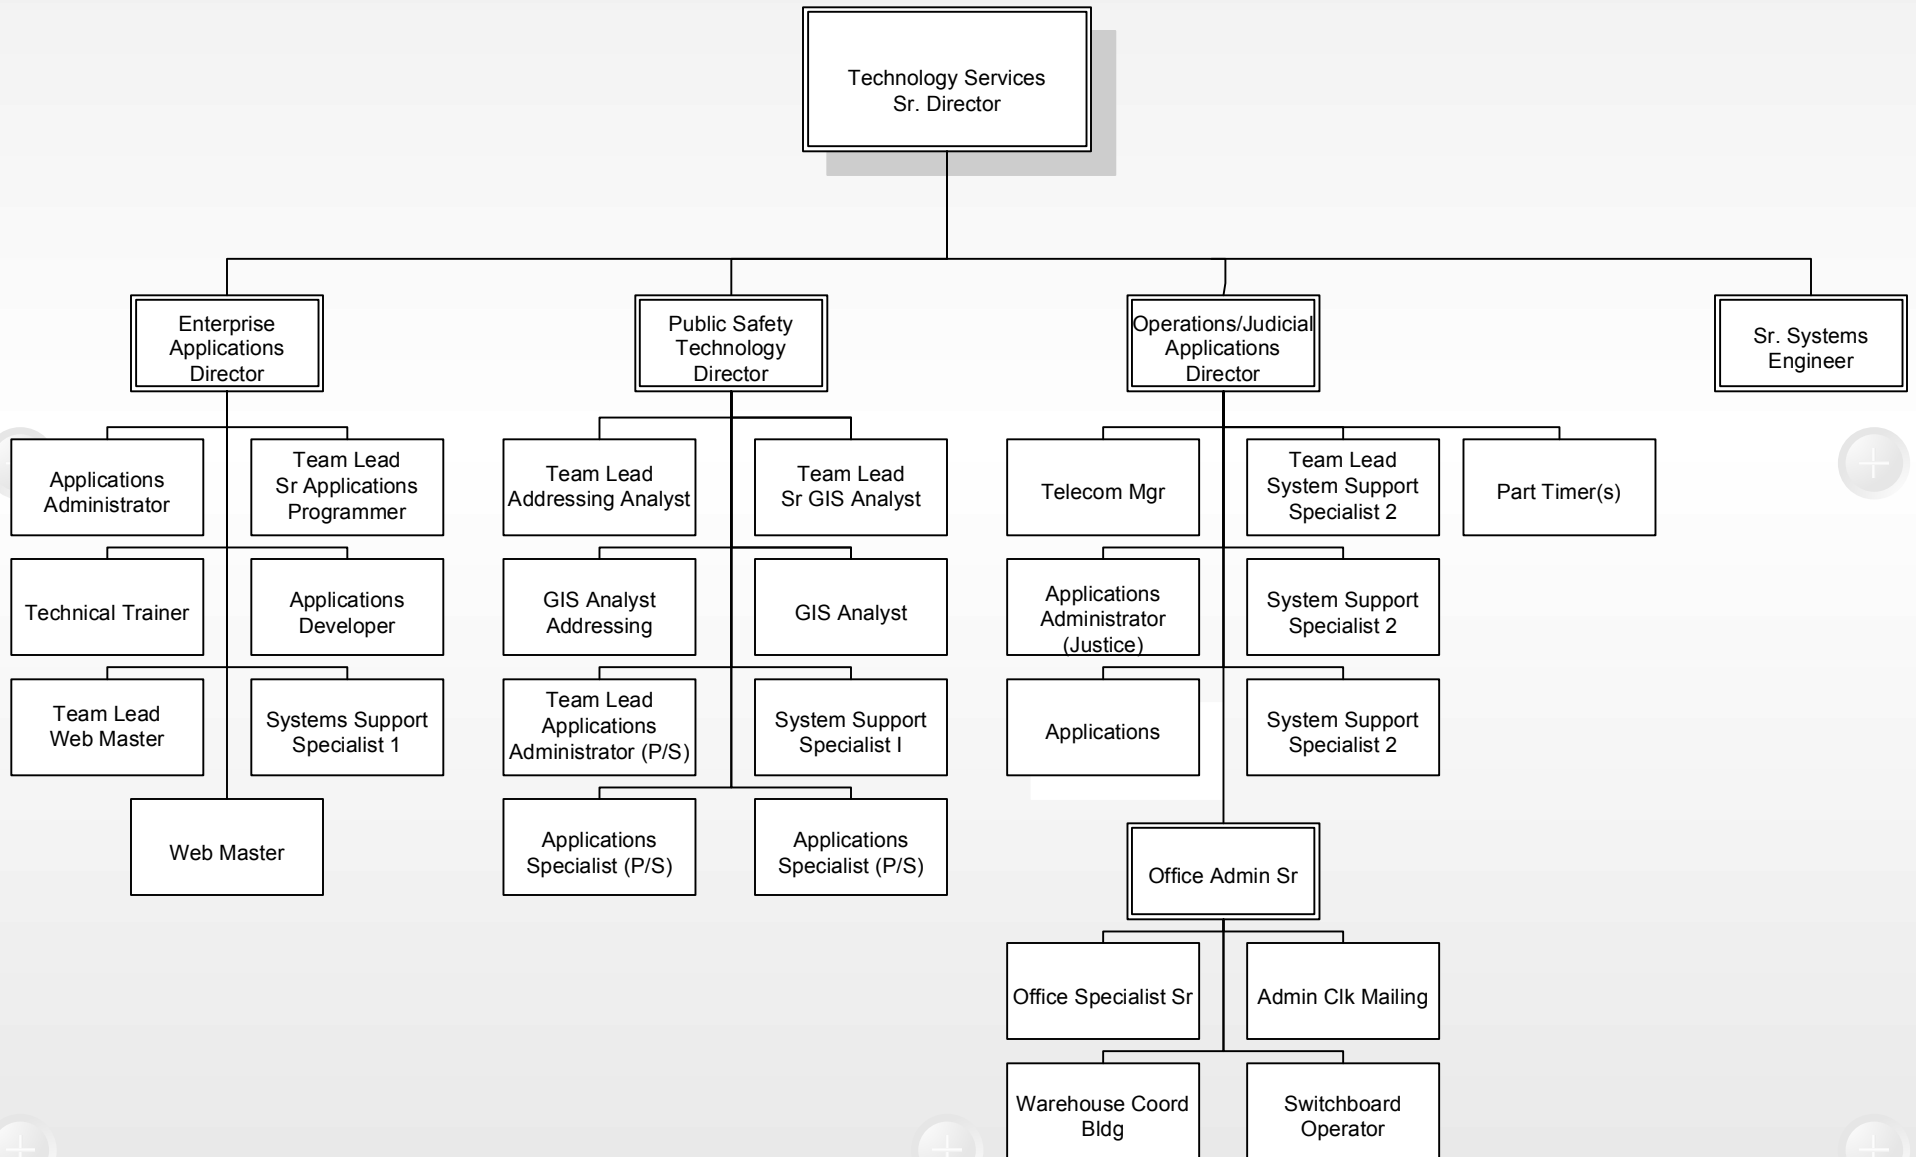 Technology Services
Sr. Director
Enterprise
Applications
Director
Public Safety
Technology
Director
Operations/Judicial
Applications
Director
Sr. Systems
Engineer
Applications
Administrator
Team Lead
Sr Applications
Programmer
Team Lead
Addressing Analyst
Team Lead
Sr GIS Analyst
Telecom Mgr
Team Lead
System Support
Specialist 2
Part Timer(s)
Technical Trainer
Applications
Developer
GIS Analyst
Addressing
GIS Analyst
Applications
Administrator
(Justice)
System Support
Specialist 2
Team Lead
Web Master
Systems Support
Specialist 1
Team Lead
Applications
Administrator (P/S)
System Support
Specialist I
Applications
System Support
Specialist 2
Web Master
Applications
Specialist (P/S)
Applications
Specialist (P/S)
Office Admin Sr
Office Specialist Sr
Admin Clk Mailing
Warehouse Coord
Bldg
Switchboard
Operator